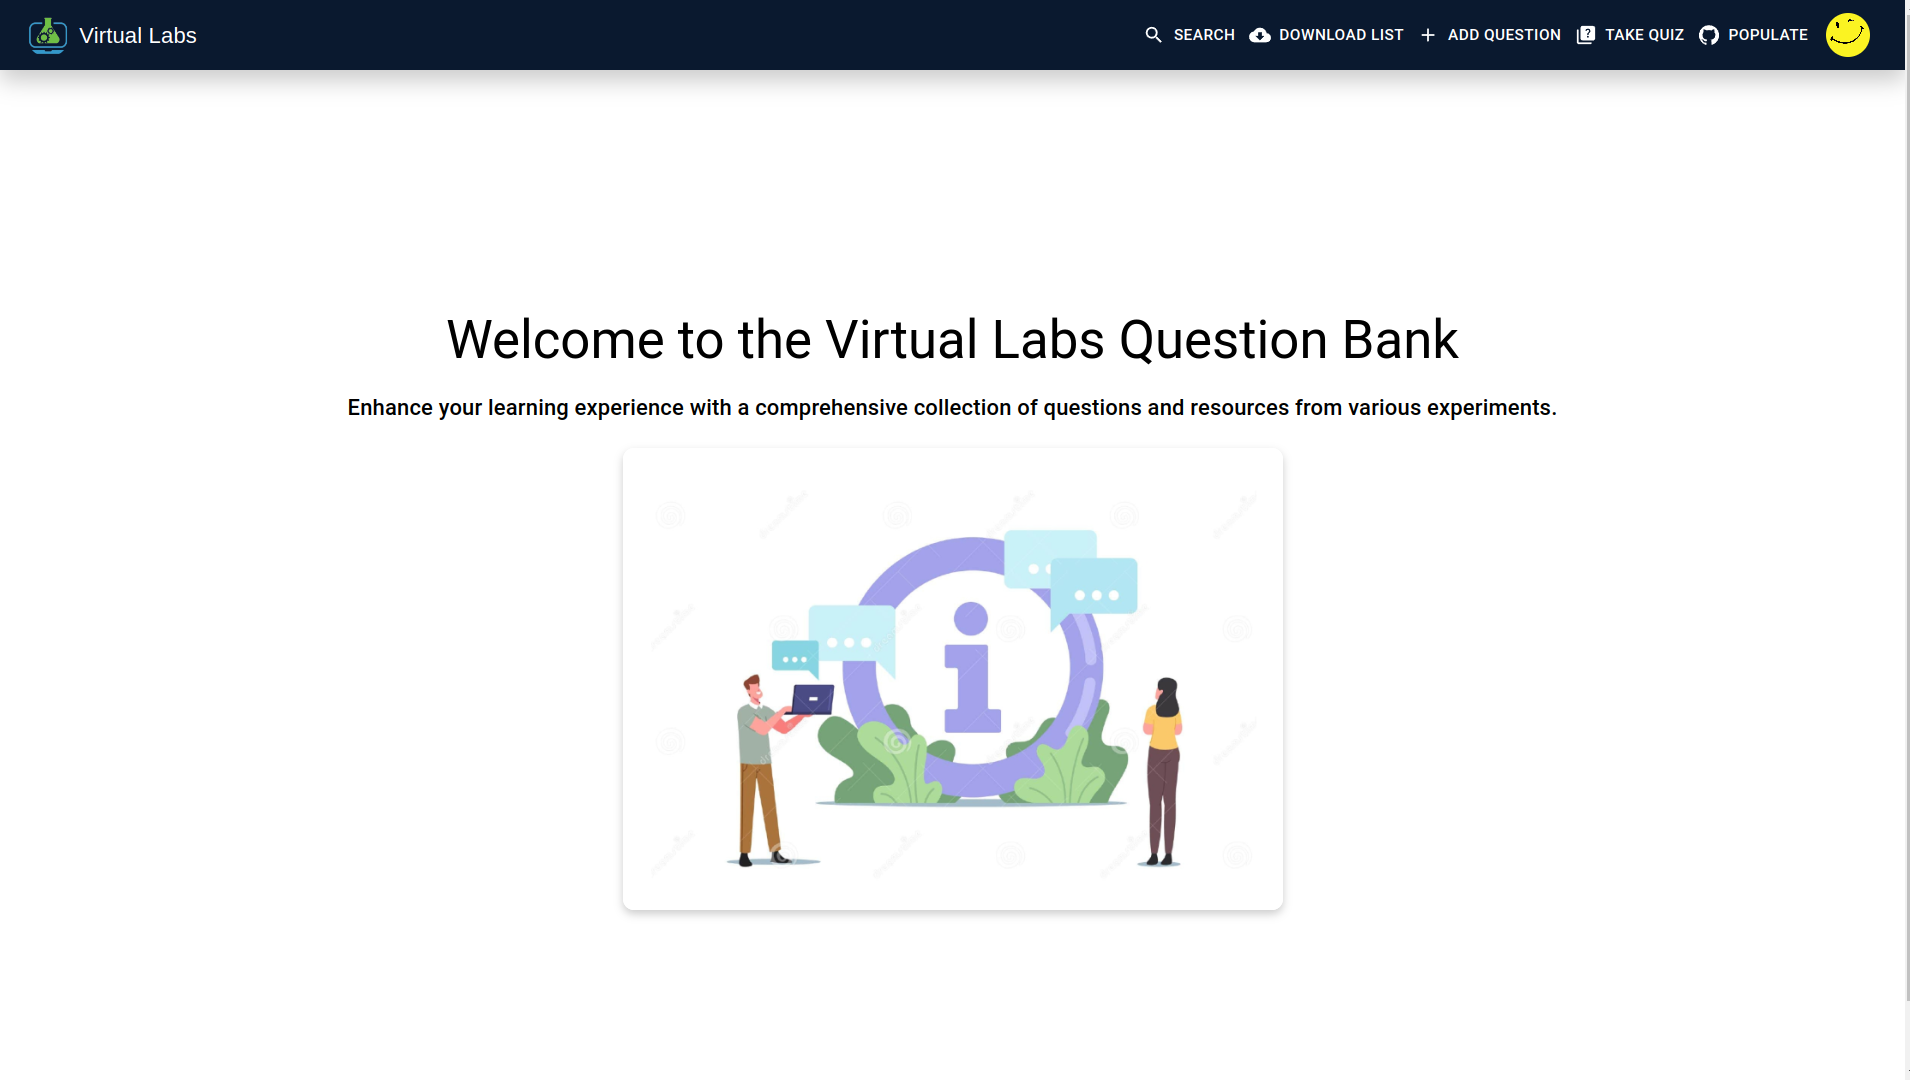 Virtual Labs
SEARCH
DOWNLOAD LIST
ADD QUESTION
TAKE QUIZ
POPULATE
Welcome to the Virtual Labs Question Bank
Enhance your learning experience with a comprehensive collection of questions and resources from various experiments.